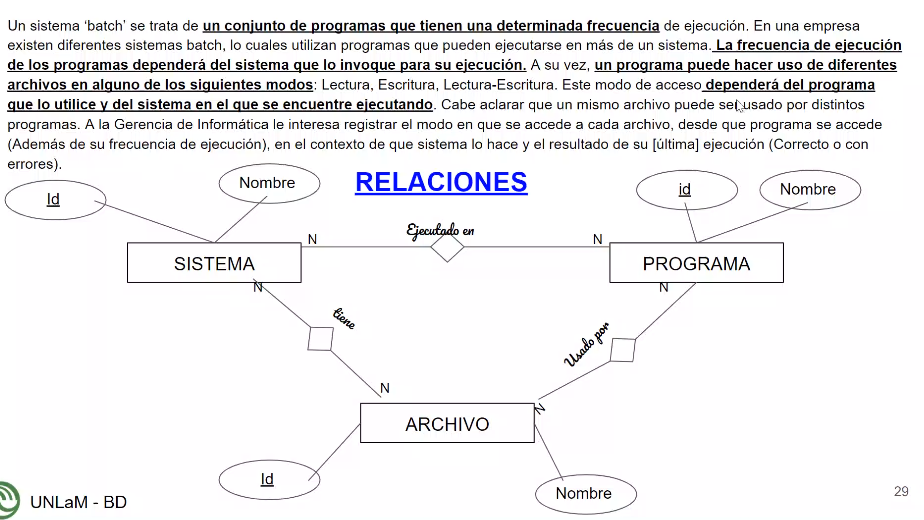 Un sistema ‘batch’ se trata de un conjunto de programas que tienen una determinada frecuencia de ejecución. En una empresa
existen diferentes sistemas batch, lo cuales utilizan programas que pueden ejecutarse en más de un sistema. La frecuencia de ejecución
de los programas dependerá del sistema que lo invoque para su ejecución. A su vez, un programa puede hacer uso de diferentes
archivos en alguno de los siguientes modos: Lectura, Escritura, Lectura-Escritura. Este modo de acceso dependerá del programa
que lo utilice y del sistema en el que se encuentre ejecutando. Cabe aclarar que un mismo archivo puede ser usado por distintos
programas. A la Gerencia de Informática le interesa registrar el modo en que se accede a cada archivo, desde que programa se accede
(Además de su frecuencia de ejecución), en el contexto de que sistema lo hace y el resultado de su [última] ejecución (Correcto o con
errores).
RELACIONES
Id
Nombre
id
Nombre
Ejecutado en
N
N
SISTEMA
PROGRAMA
N
N
tiene
Usado por
N
N
ARCHIVO
Id
Nombre
UNLaM - BD
29